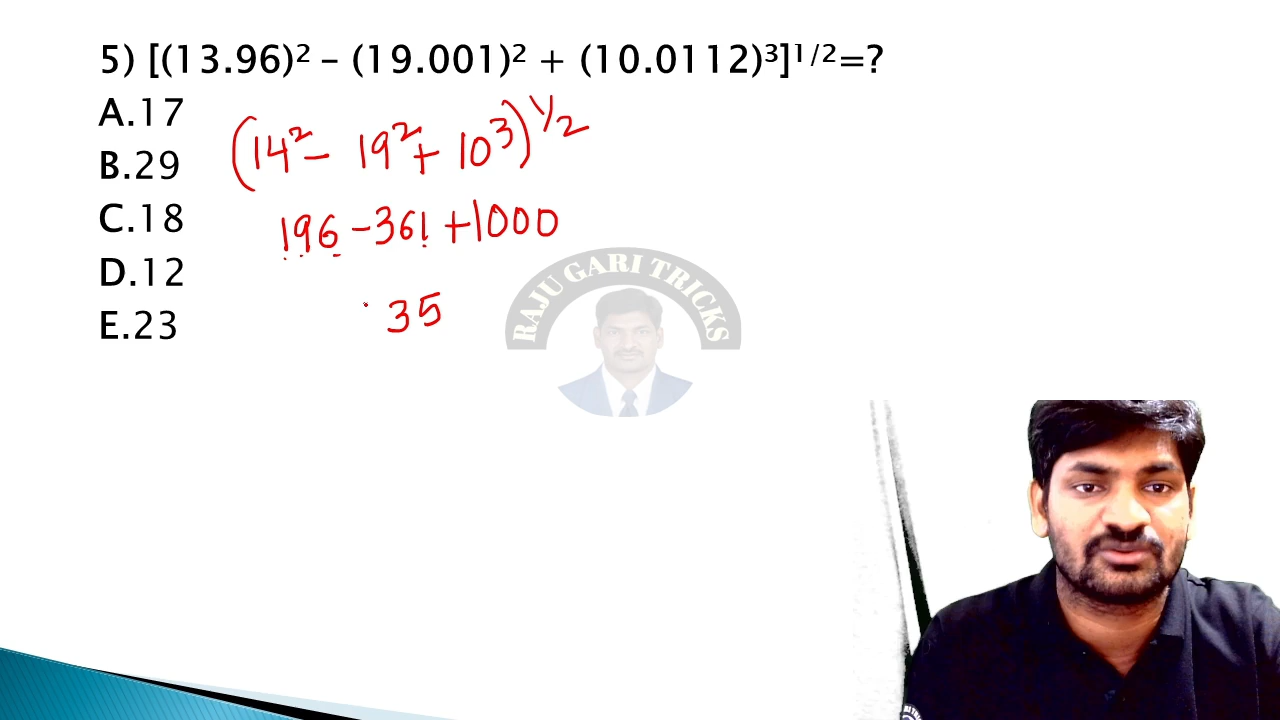 5) [(13.96)² – (19.001)² + (10.0112)³]¹/²=?
A.17
B.29
C.18
D.12
E.23
(14² – 19² + 10³)^1/2
196 – 361 + 1000
35
RAJU GARI TRICKS